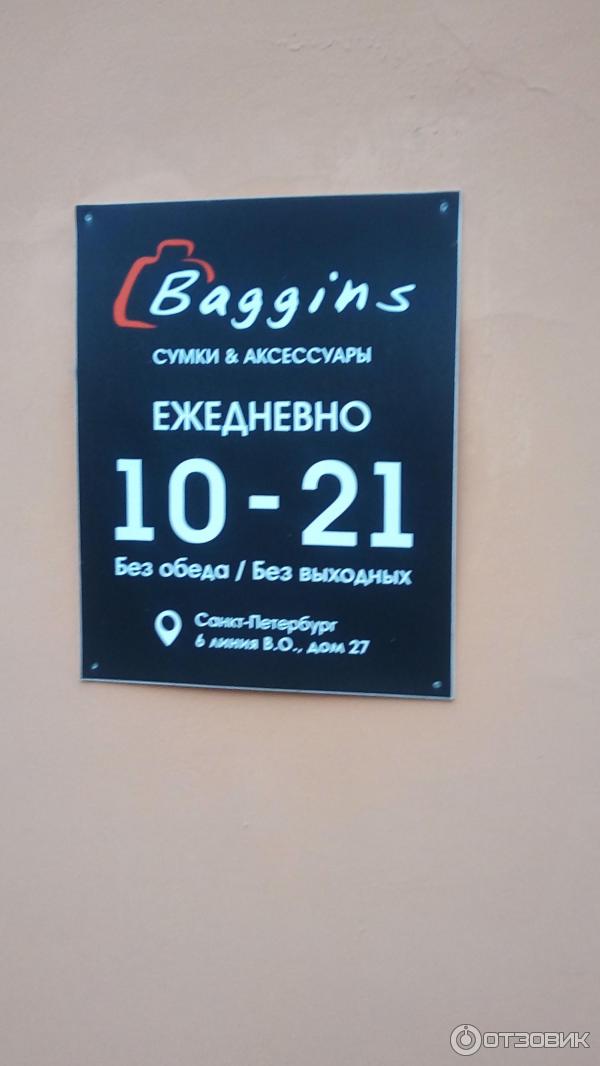 Baggins
СУМКИ & АКСЕССУАРЫ
ЕЖЕДНЕВНО
10 - 21
Без обеда / Без выходных
Санкт-Петербург
6 линия В.О., дом 27
ОТЗОВИК